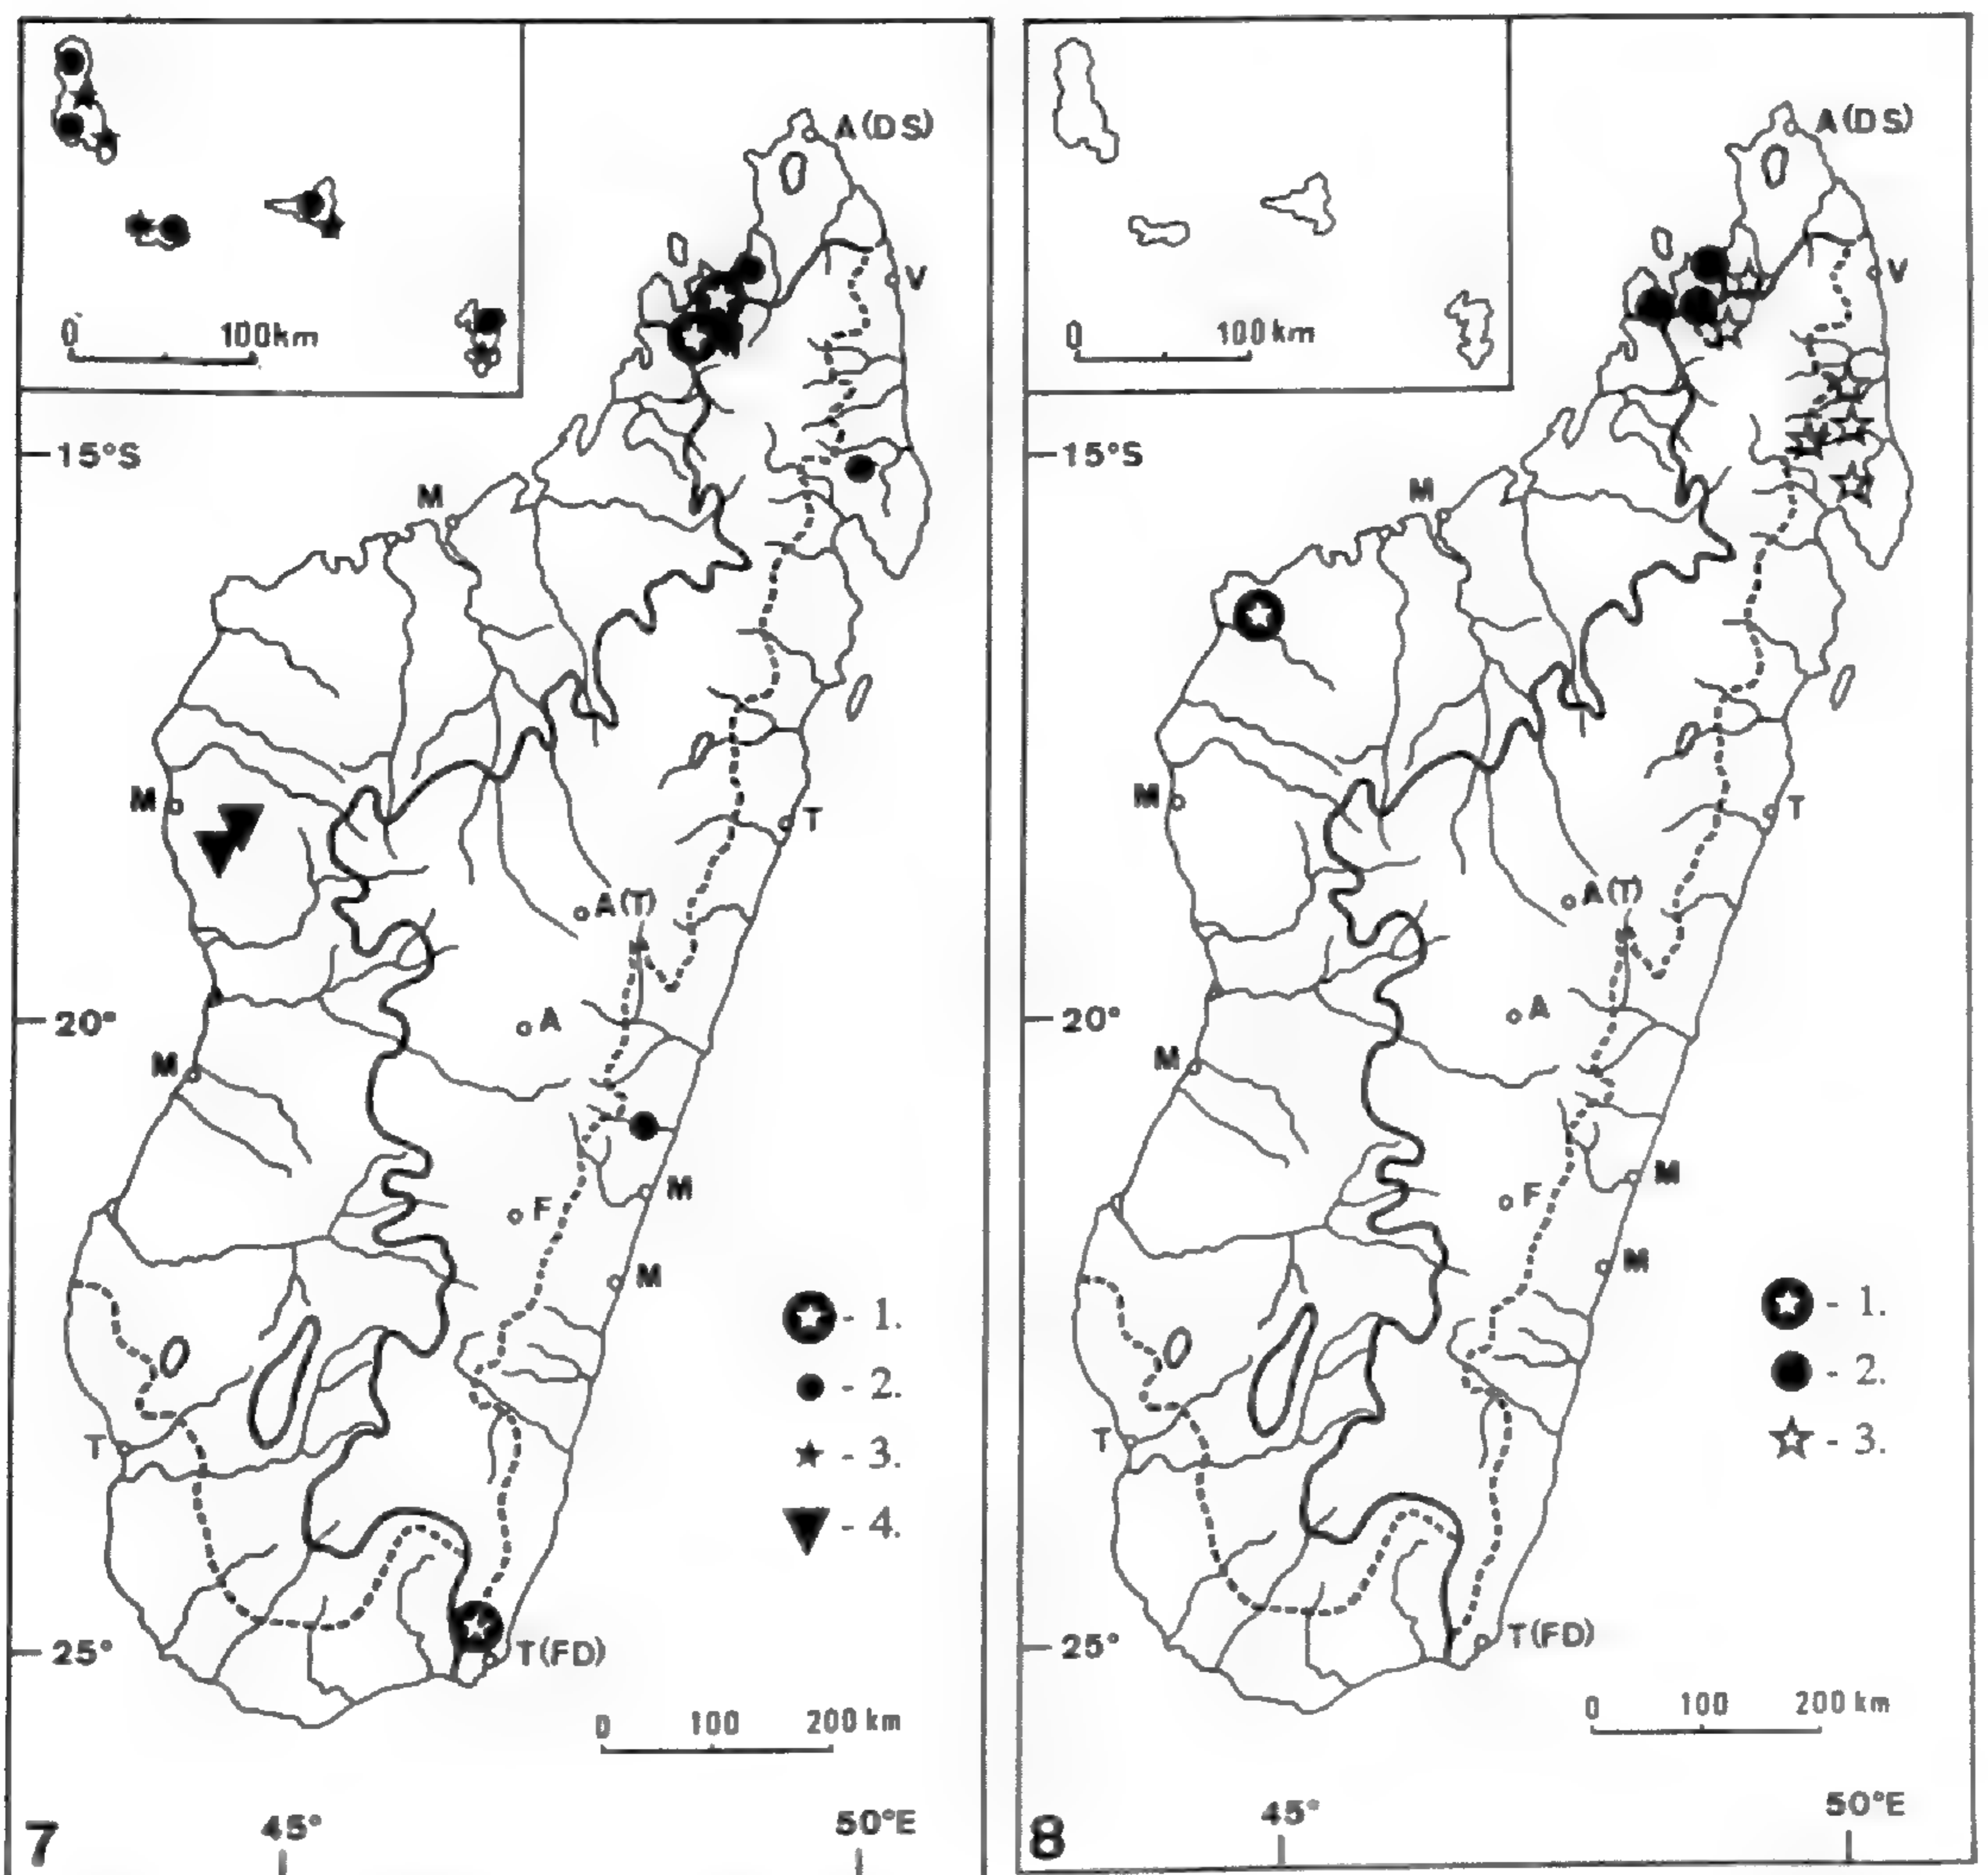 A(DS)
V
0 100km
15°S
M
M
T
A(T)
20°
A
M
M
F
M
- 1.
- 2.
- 3.
- 4.
T
25°
T(FD)
0 100 200 km
45°
50°E
7
A(DS)
V
0 100 km
15°S
M
M
T
A(T)
20°
A
M
M
F
M
- 1.
- 2.
- 3.
T
25°
T(FD)
0 100 200 km
45°
50°E
8